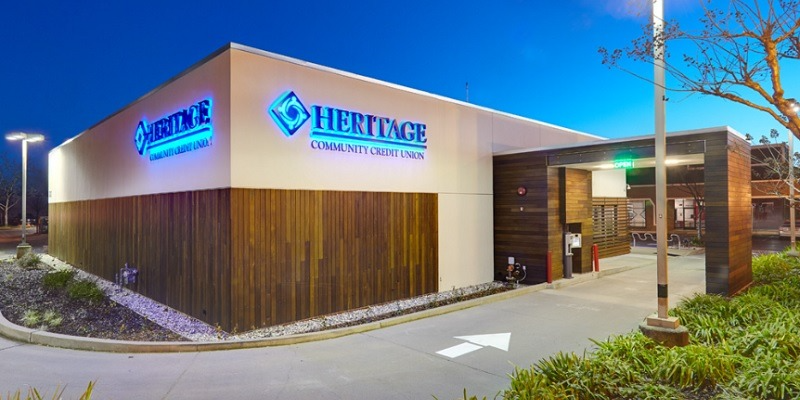 HERITAGE
COMMUNITY CREDIT UNION
HERITAGE
COMMUNITY CREDIT UNION
OPEN